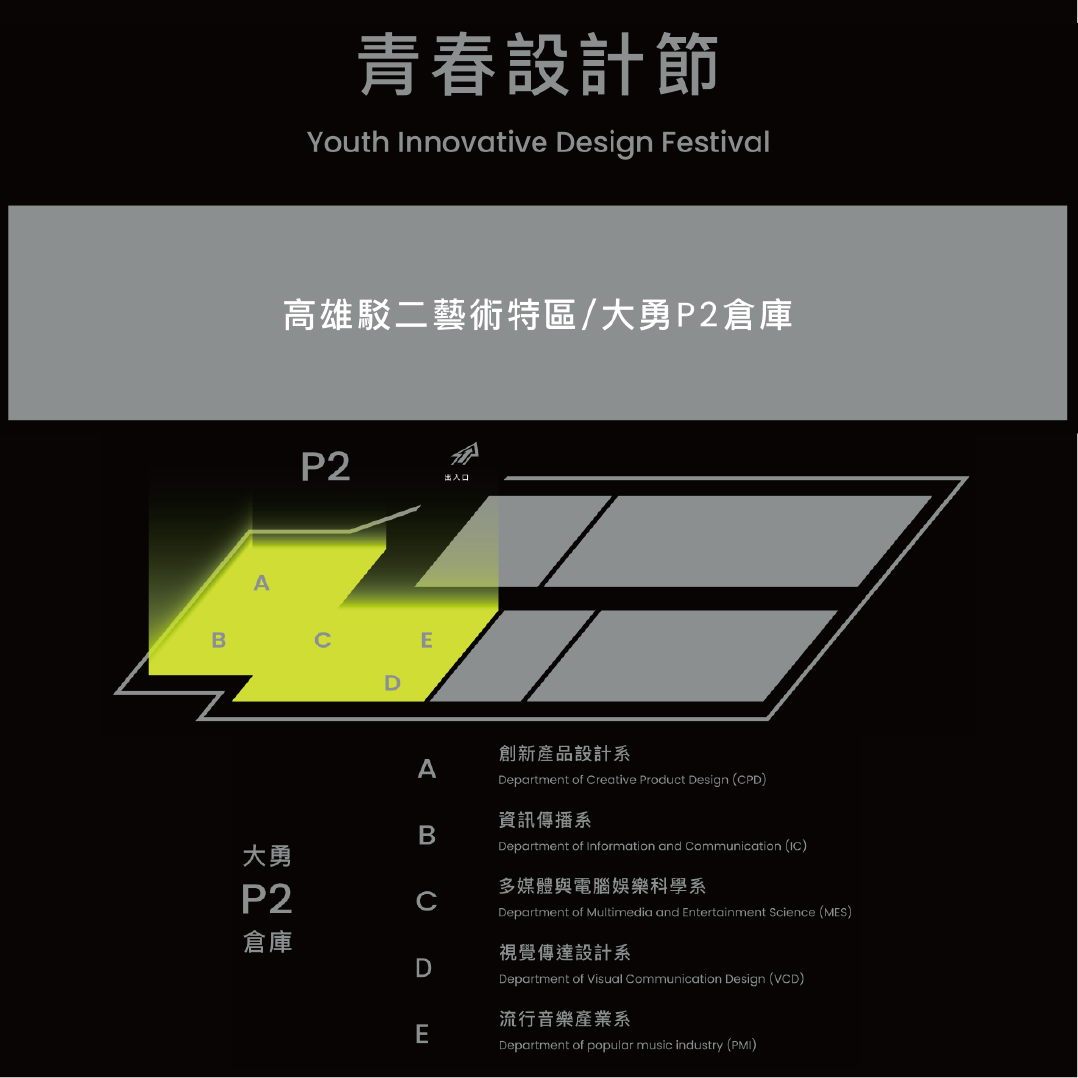 青春設計節
Youth Innovative Design Festival
高雄駁二藝術特區/大勇P2倉庫
P2
出入口
A
B
C
E
D
大勇
P2
倉庫
A
創新產品設計系
Department of Creative Product Design (CPD)
B
資訊傳播系
Department of Information and Communication (IC)
C
多媒體與電腦娛樂科學系
Department of Multimedia and Entertainment Science (MES)
D
視覺傳達設計系
Department of Visual Communication Design (VCD)
E
流行音樂產業系
Department of popular music industry (PMI)